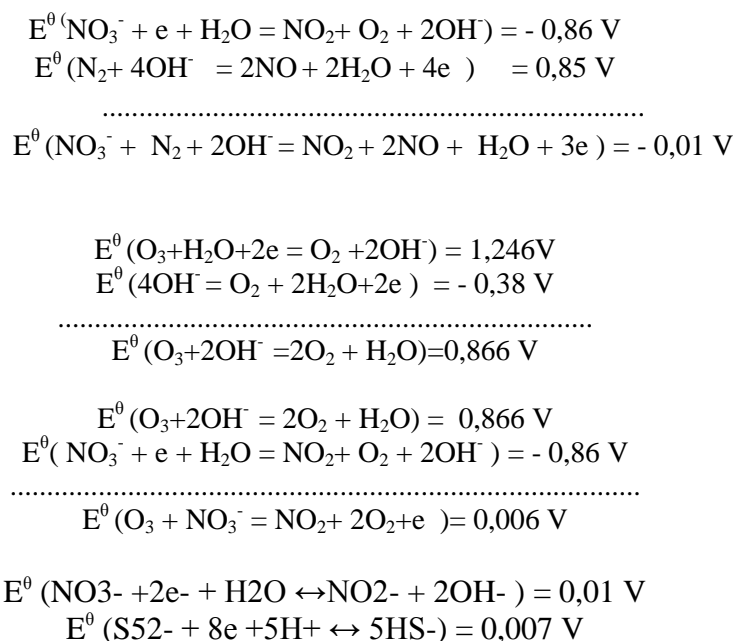 E^θ (NO₃⁻ + e + H₂O = NO₂+ O₂ + 2OH⁻) = - 0,86 V
E^θ (N₂+ 4OH⁻ = 2NO + 2H₂O + 4e ) = 0,85 V
..........................................................................
E^θ (NO₃⁻ + N₂ + 2OH⁻ = NO₂ + 2NO + H₂O + 3e ) = - 0,01 V
E^θ (O₃+H₂O+2e = O₂ +2OH⁻) = 1,246V
E^θ (4OH⁻ = O₂ + 2H₂O+2e ) = - 0,38 V
.........................................................................
E^θ (O₃+2OH⁻ =2O₂ + H₂O)=0,866 V
E^θ (O₃+2OH⁻ = 2O₂ + H₂O) = 0,866 V
E^θ( NO₃⁻ + e + H₂O = NO₂+ O₂ + 2OH⁻ ) = - 0,86 V
......................................................................................
E^θ (O₃ + NO₃⁻ = NO₂+ 2O₂+e )= 0,006 V
E^θ (NO3- +2e- + H2O ↔NO2- + 2OH- ) = 0,01 V
E^θ (S52- + 8e +5H+ ↔ 5HS-) = 0,007 V